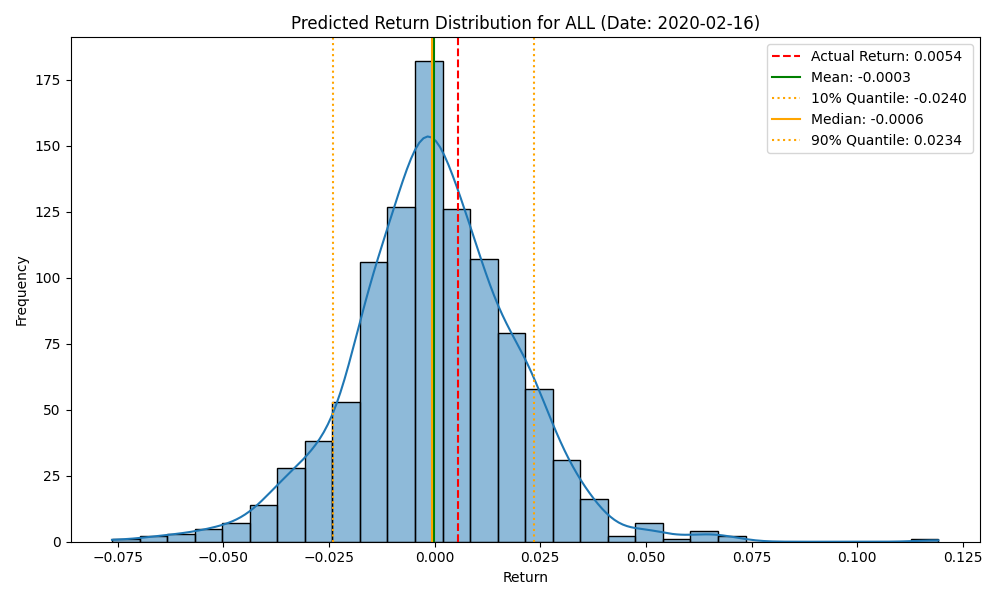 Predicted Return Distribution for ALL (Date: 2020-02-16)
Actual Return: 0.0054
Mean: -0.0003
10% Quantile: -0.0240
Median: -0.0006
90% Quantile: 0.0234
Frequency
175
150
125
100
75
50
25
0
−0.075 −0.050 −0.025 0.000 0.025 0.050 0.075 0.100 0.125
Return